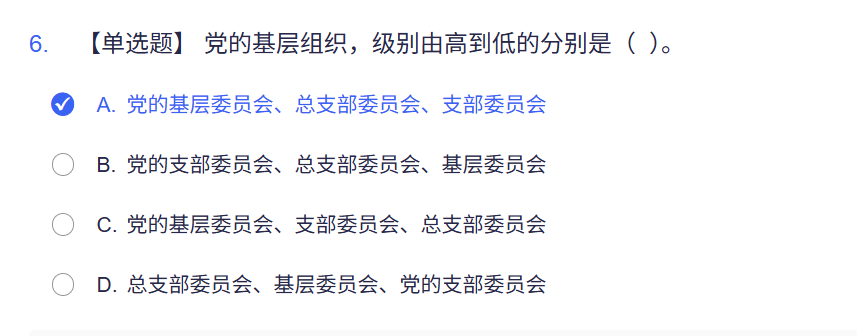 6. 【单选题】 党的基层组织，级别由高到低的分别是（ ）。
A. 党的基层委员会、总支部委员会、支部委员会
B. 党的支部委员会、总支部委员会、基层委员会
C. 党的基层委员会、支部委员会、总支部委员会
D. 总支部委员会、基层委员会、党的支部委员会